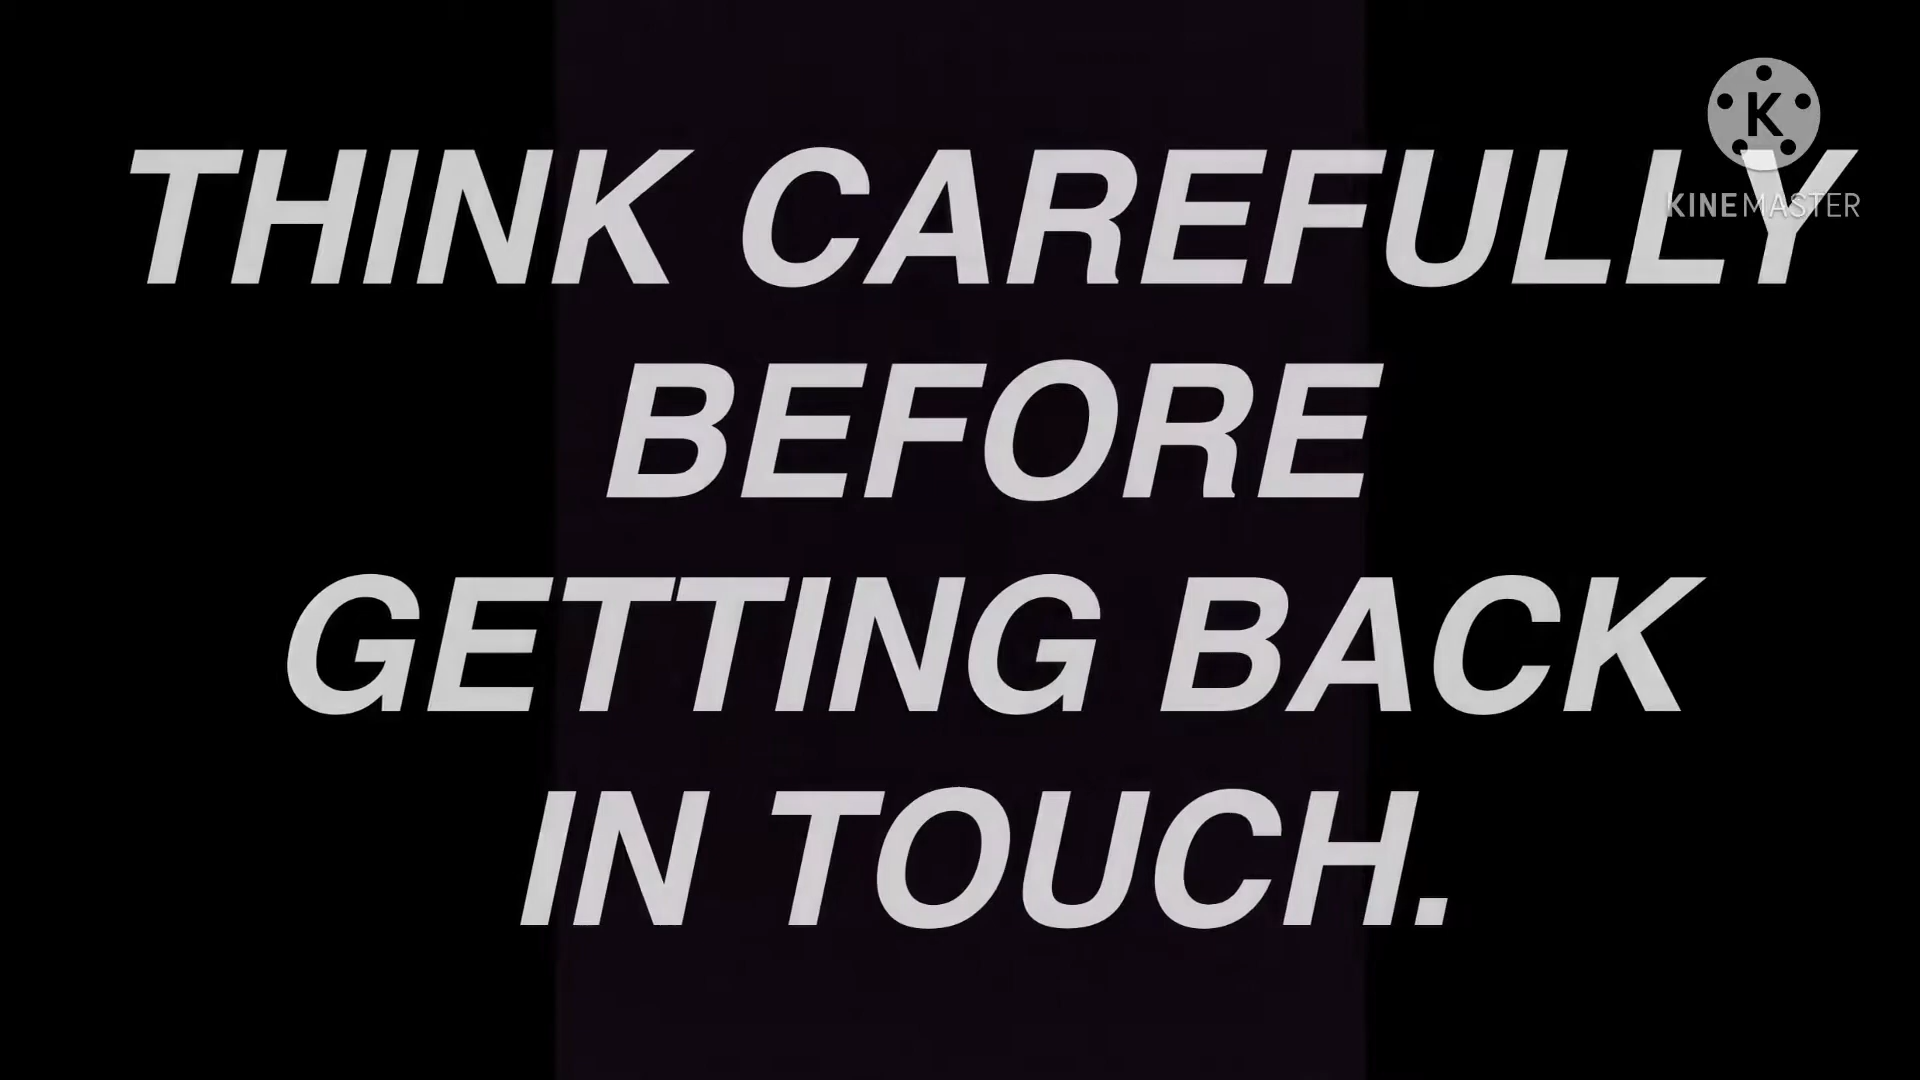 K
KINEMASTER
THINK CAREFULLY
BEFORE
GETTING BACK
IN TOUCH.